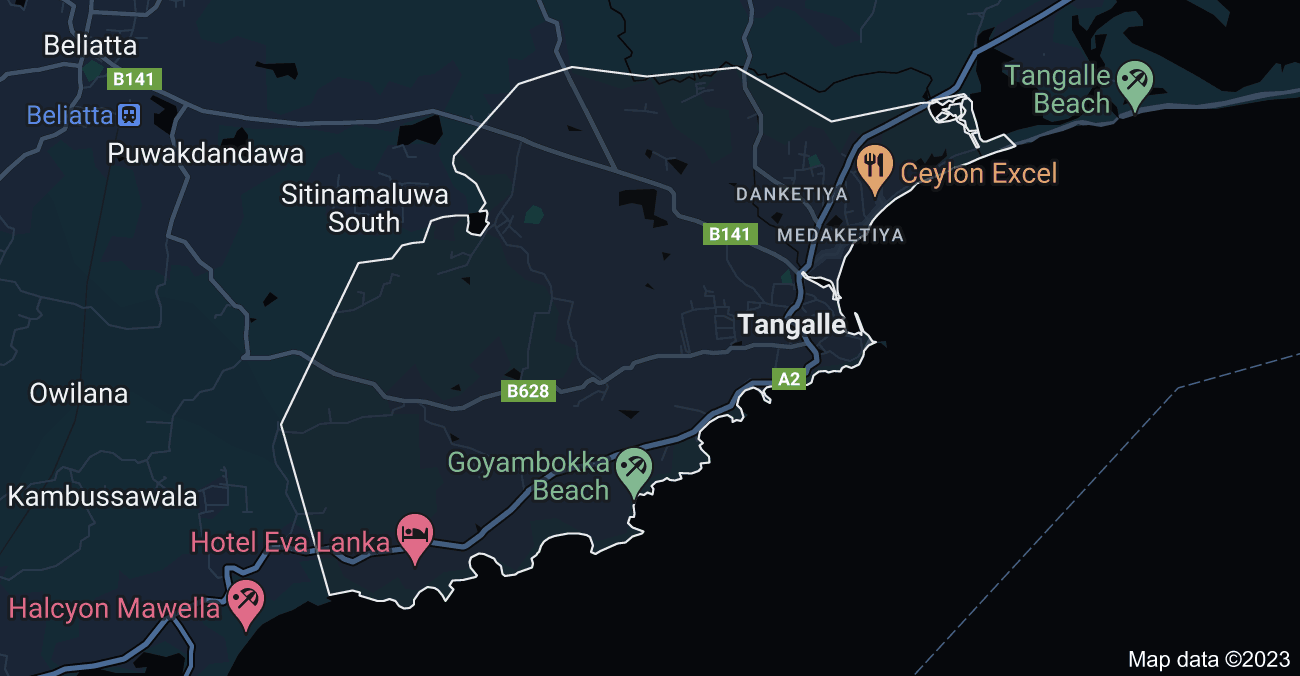 Beliatta
B141
Beliatta
Puwakdandawa
Sitinamaluwa
South
Tangalle
Beach
Ceylon Excel
DANKETIYA
B141
MEDAKETIYA
Tangalle
A2
B628
Owilana
Goyambokka
Beach
Kambussawala
Hotel Eva Lanka
Halcyon Mawella
Map data ©2023